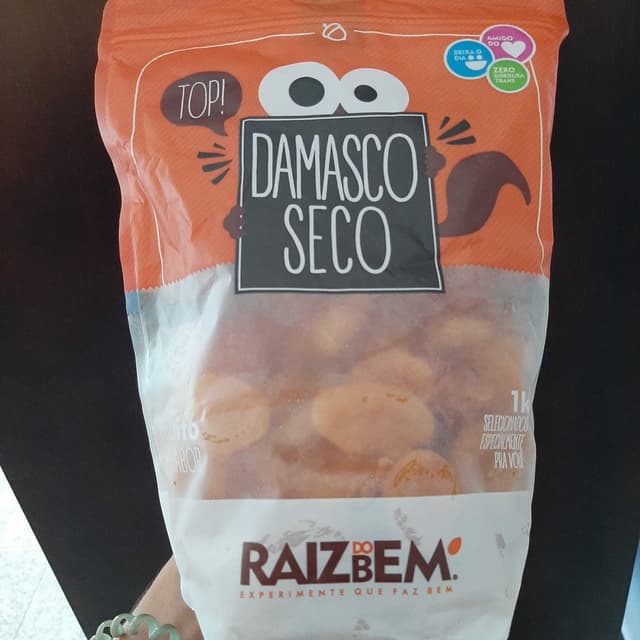 TOP!
DEIXA O
DIA
AMIGO
DO
ZERO
GORDURA
TRANS
DAMASCO
SECO
1k
SELECIONADOS
ESPECIALMENTE
PRA VOCÊ
RAIZ DO BEM
EXPERIMENTE QUE FAZ BEM